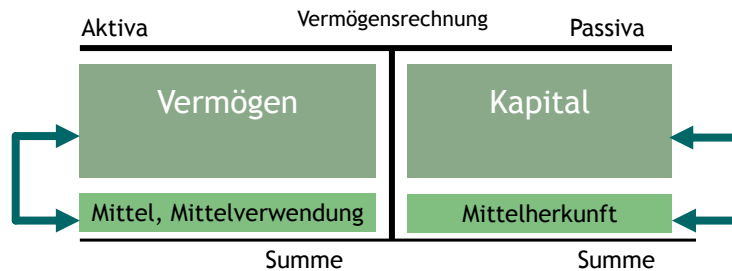 Vermögensrechnung
Aktiva Passiva
Vermögen Kapital
Mittel, Mittelverwendung Mittelherkunft
Summe Summe